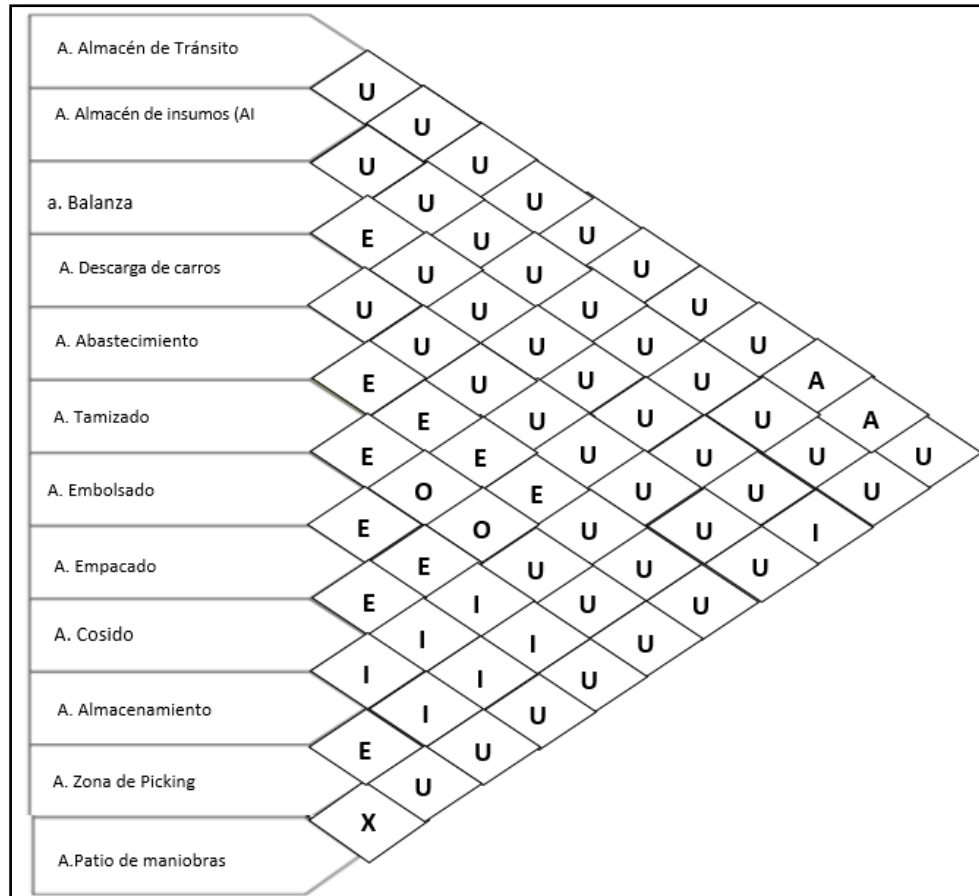 A. Almacén de Tránsito
A. Almacén de insumos (AI
a. Balanza
A. Descarga de carros
A. Abastecimiento
A. Tamizado
A. Embolsado
A. Empacado
A. Cosido
A. Almacenamiento
A. Zona de Picking
A.Patio de maniobras
U U U U U U U U A A U
U U U U U U U U U U
E U U U U U U U I
U U U U U U U U
E E E E U U U
E O O U U U
E E I I U
E I I U
I I U
E U
X